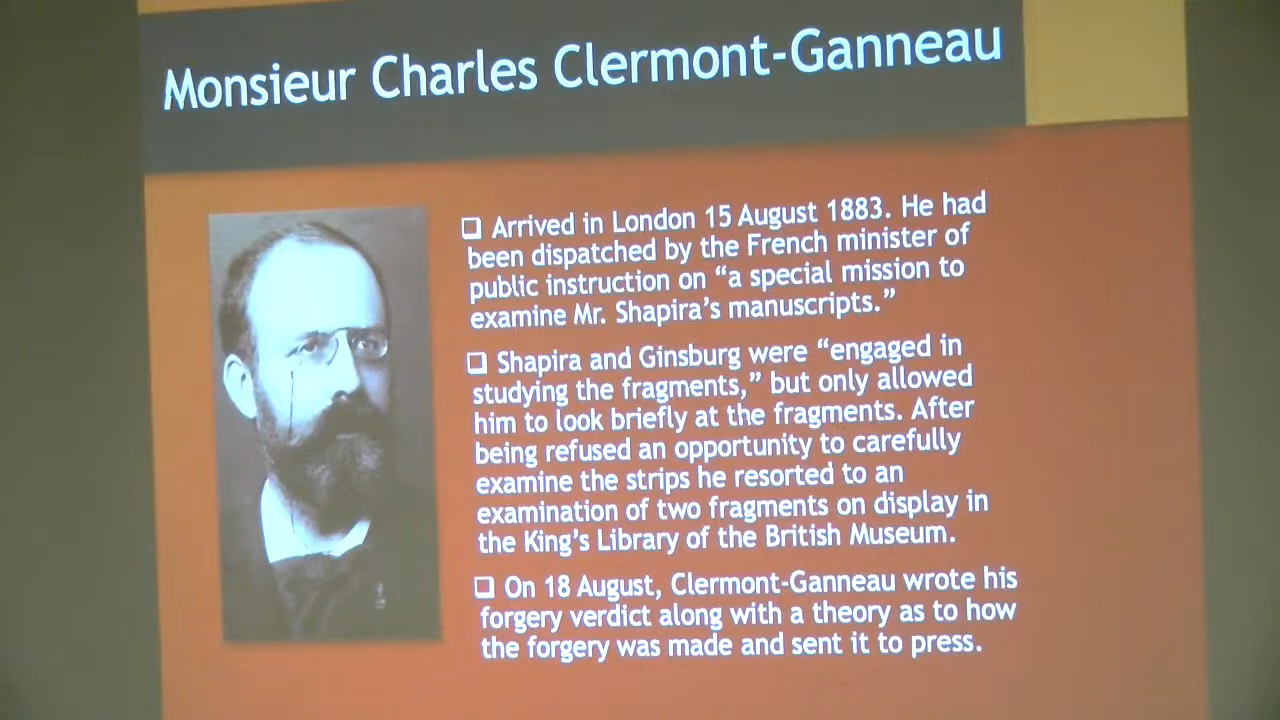 Monsieur Charles Clermont-Ganneau
❑ Arrived in London 15 August 1883. He had
been dispatched by the French minister of
public instruction on “a special mission to
examine Mr. Shapira’s manuscripts.”
❑ Shapira and Ginsburg were “engaged in
studying the fragments,” but only allowed
him to look briefly at the fragments. After
being refused an opportunity to carefully
examine the strips he resorted to an
examination of two fragments on display in
the King’s Library of the British Museum.
❑ On 18 August, Clermont-Ganneau wrote his
forgery verdict along with a theory as to how
the forgery was made and sent it to press.